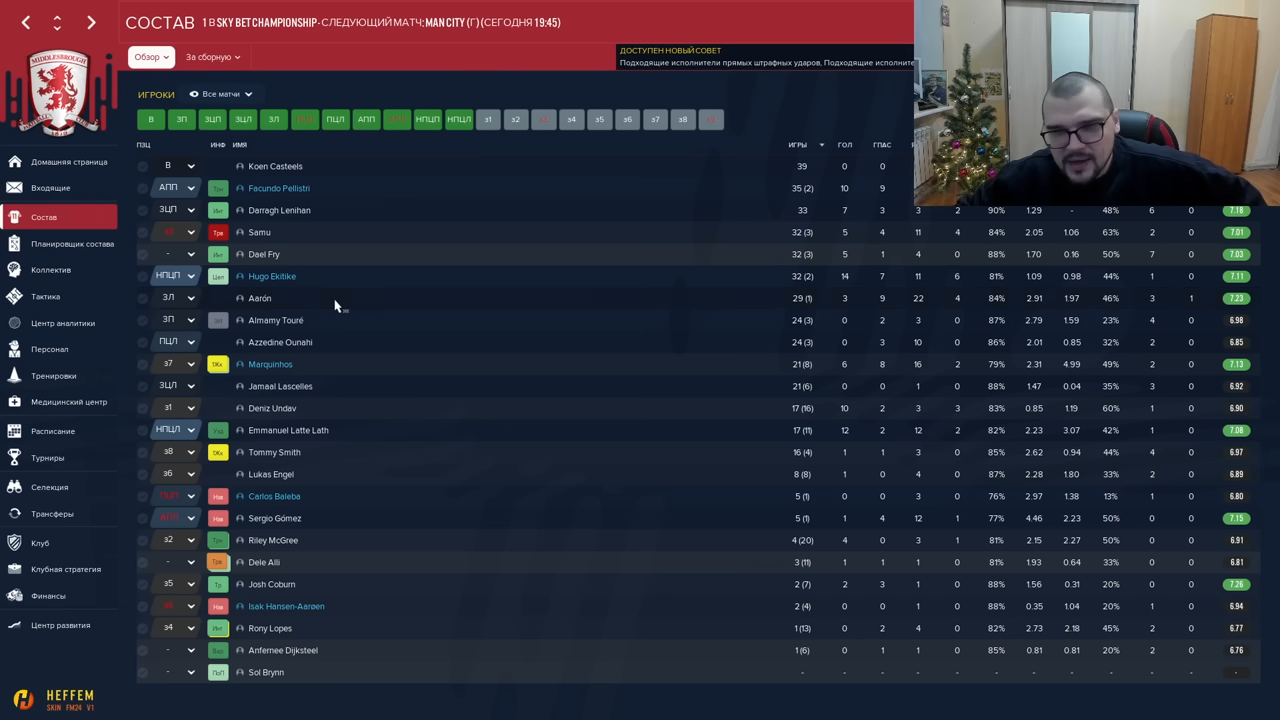 СОСТАВ 1 В SKY BET CHAMPIONSHIP - СЛЕДУЮЩИЙ МАТЧ: MAN CITY (Г) (СЕГОДНЯ 19:45)
Обзор За сборную
ДОСТУПЕН НОВЫЙ СОВЕТ
Подходящие исполнители прямых штрафных ударов, Подходящие исполните
MIDDLESBROUGH
ИГРОКИ Все матчи
В ЗП ЗЦП ЗЦЛ ЗЛ ПЦЛ АПП НПЦП НПЦЛ з1 з2 з4 з5 з6 з7 з8
ПЗЦ ИНФ ИМЯ ИГРЫ ГОЛ ГПАС
В Koen Casteels 39 0 0
АПП Трн Facundo Pellistri 35 (2) 10 9
ЗЦП Инт Darragh Lenihan 33 7 3 3 2 90% 1.29 - 48% 6 0 7.18
Трв Samu 32 (3) 5 4 11 4 84% 2.05 1.06 63% 2 0 7.01
- Инт Dael Fry 32 (3) 5 1 4 0 88% 1.70 0.16 50% 7 0 7.03
НПЦП Цел Hugo Ekitike 32 (2) 14 7 11 6 81% 1.09 0.98 44% 1 0 7.11
ЗЛ Aarón 29 (1) 3 9 22 4 84% 2.91 1.97 46% 3 1 7.23
ЗП Almamy Touré 24 (3) 0 2 3 0 87% 2.79 1.59 23% 4 0 6.98
ПЦЛ Azzedine Ounahi 24 (3) 0 3 10 0 86% 2.01 0.85 32% 2 0 6.85
з7 1Жк Marquinhos 21 (8) 6 8 16 2 79% 2.31 4.99 49% 2 0 7.13
ЗЦЛ Jamaal Lascelles 21 (6) 0 0 1 0 88% 1.47 0.04 35% 3 0 6.92
з1 Deniz Undav 17 (16) 10 2 3 3 83% 0.85 1.19 60% 1 0 6.90
НПЦЛ Узд Emmanuel Latte Lath 17 (11) 12 2 12 2 82% 2.23 3.07 42% 1 0 7.08
з8 Tommy Smith 16 (4) 1 1 3 0 85% 2.62 0.94 44% 4 0 6.97
з6 Lukas Engel 8 (8) 1 0 4 0 87% 2.28 1.80 33% 2 0 6.89
ПЦП Нзя Carlos Baleba 5 (1) 0 0 3 0 76% 2.97 1.38 13% 1 0 6.80
АПЛ Нзя Sergio Gómez 5 (1) 1 4 12 1 77% 4.46 2.23 50% 0 0 7.15
з2 Трн Riley McGree 4 (20) 4 0 3 1 81% 2.15 2.27 50% 0 0 6.91
- Трв Dele Alli 3 (11) 1 1 1 0 81% 1.93 0.64 33% 0 0 6.81
з5 Тр Josh Coburn 2 (7) 2 3 1 0 88% 1.56 0.31 20% 0 0 7.26
Нзя Isak Hansen-Aarøen 2 (4) 0 0 1 0 88% 0.35 1.04 20% 1 0 6.94
з4 Инт Rony Lopes 1 (13) 0 2 4 0 82% 2.73 2.18 45% 0 0 6.77
- Anfernee Dijksteel 1 (6) 0 1 1 0 85% 0.81 0.81 20% 2 0 6.76
- ПоП Sol Brynn - - - - - - - - - - - -
Домашняя страница
Входящие
Состав
Планировщик состава
Коллектив
Тактика
Центр аналитики
Персонал
Тренировки
Медицинский центр
Расписание
Турниры
Селекция
Трансферы
Клуб
Клубная стратегия
Финансы
Центр развития
HEFFEM
SKIN FM24 V1